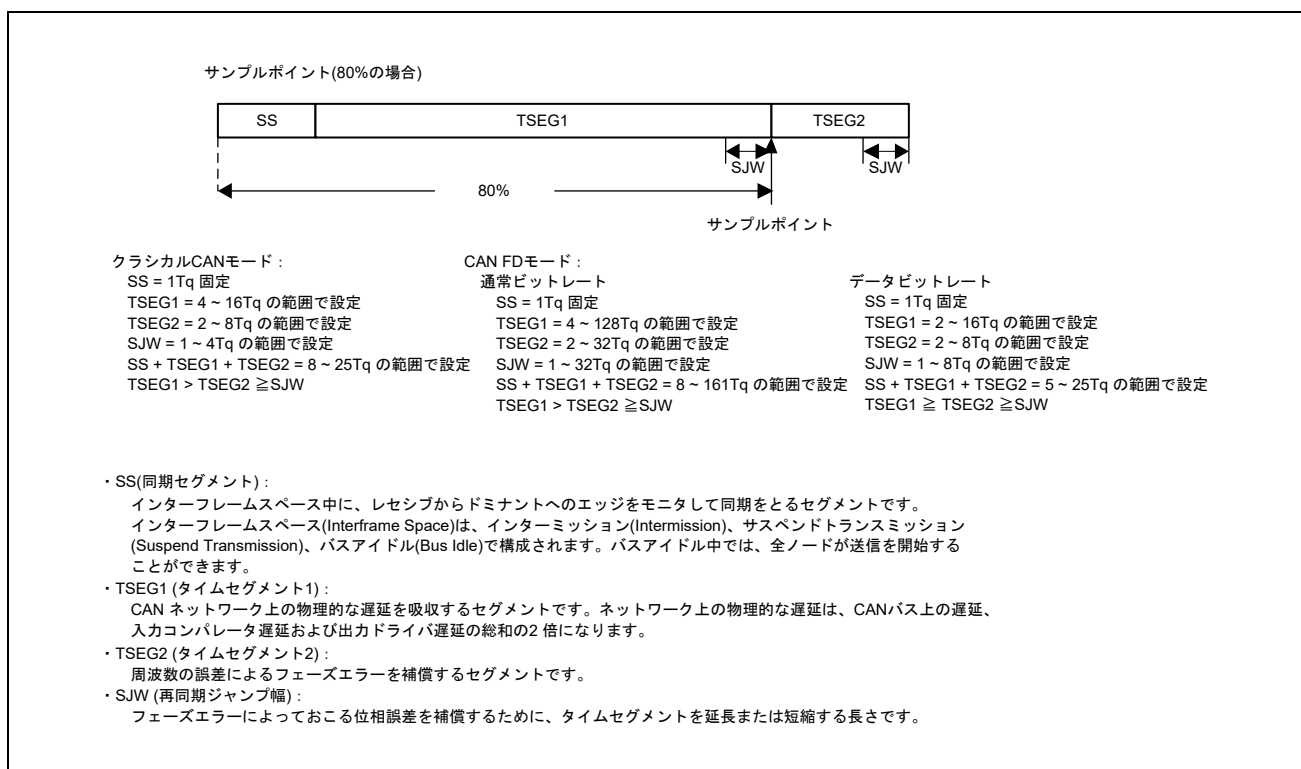 サンプルポイント(80%の場合)
SS
TSEG1
TSEG2
SJW
SJW
80%
サンプルポイント
クラシカルCANモード：
SS = 1Tq 固定
TSEG1 = 4 ~ 16Tq の範囲で設定
TSEG2 = 2 ~ 8Tq の範囲で設定
SJW = 1 ~ 4Tq の範囲で設定
SS + TSEG1 + TSEG2 = 8 ~ 25Tq の範囲で設定
TSEG1 > TSEG2 ≧SJW
CAN FDモード：
通常ビットレート
SS = 1Tq 固定
TSEG1 = 4 ~ 128Tq の範囲で設定
TSEG2 = 2 ~ 32Tq の範囲で設定
SJW = 1 ~ 32Tq の範囲で設定
SS + TSEG1 + TSEG2 = 8 ~ 161Tq の範囲で設定
TSEG1 > TSEG2 ≧SJW
データビットレート
SS = 1Tq 固定
TSEG1 = 2 ~ 16Tq の範囲で設定
TSEG2 = 2 ~ 8Tq の範囲で設定
SJW = 1 ~ 8Tq の範囲で設定
SS + TSEG1 + TSEG2 = 5 ~ 25Tq の範囲で設定
TSEG1 ≧ TSEG2 ≧SJW
・SS(同期セグメント)：
インターフレームスペース中に、レセシブからドミナントへのエッジをモニタして同期をとるセグメントです。
インターフレームスペース(Interframe Space)は、インターミッション(Intermission)、サスペンドトランスミッション
(Suspend Transmission)、バスアイドル(Bus Idle)で構成されます。バスアイドル中では、全ノードが送信を開始する
ことができます。
・TSEG1 (タイムセグメント1)：
CAN ネットワーク上の物理的な遅延を吸収するセグメントです。ネットワーク上の物理的な遅延は、CANバス上の遅延、
入力コンパレータ遅延および出力ドライバ遅延の総和の2 倍になります。
・TSEG2 (タイムセグメント2)：
周波数の誤差によるフェーズエラーを補償するセグメントです。
・SJW (再同期ジャンプ幅)：
フェーズエラーによっておこる位相誤差を補償するために、タイムセグメントを延長または短縮する長さです。